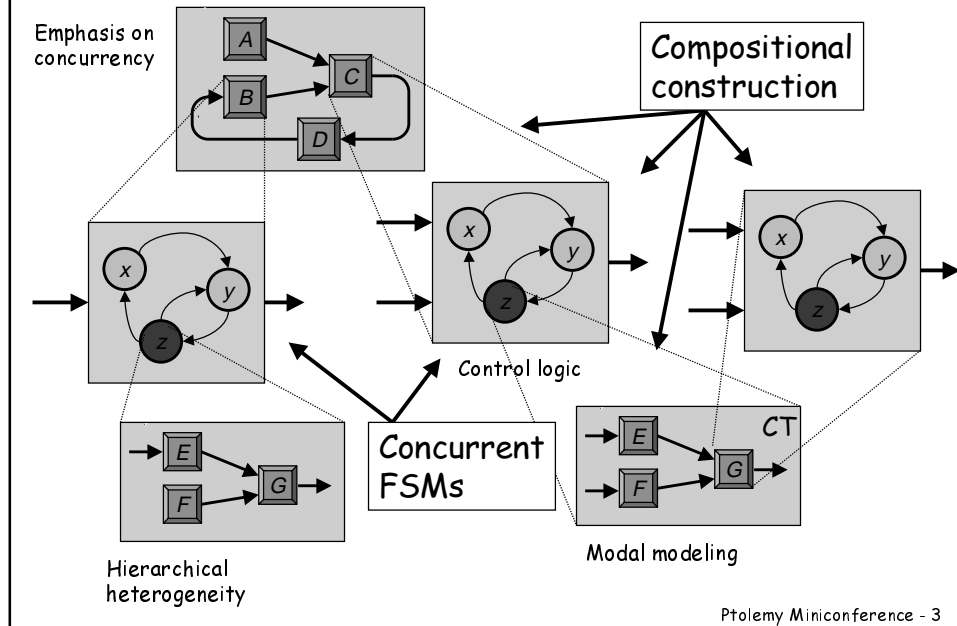 Emphasis on
concurrency
A
B
C
D
Compositional
construction
x
y
z
x
y
z
x
y
z
Control logic
Concurrent
FSMs
E
F
G
CT
E
F
G
Hierarchical
heterogeneity
Modal modeling
Ptolemy Miniconference - 3